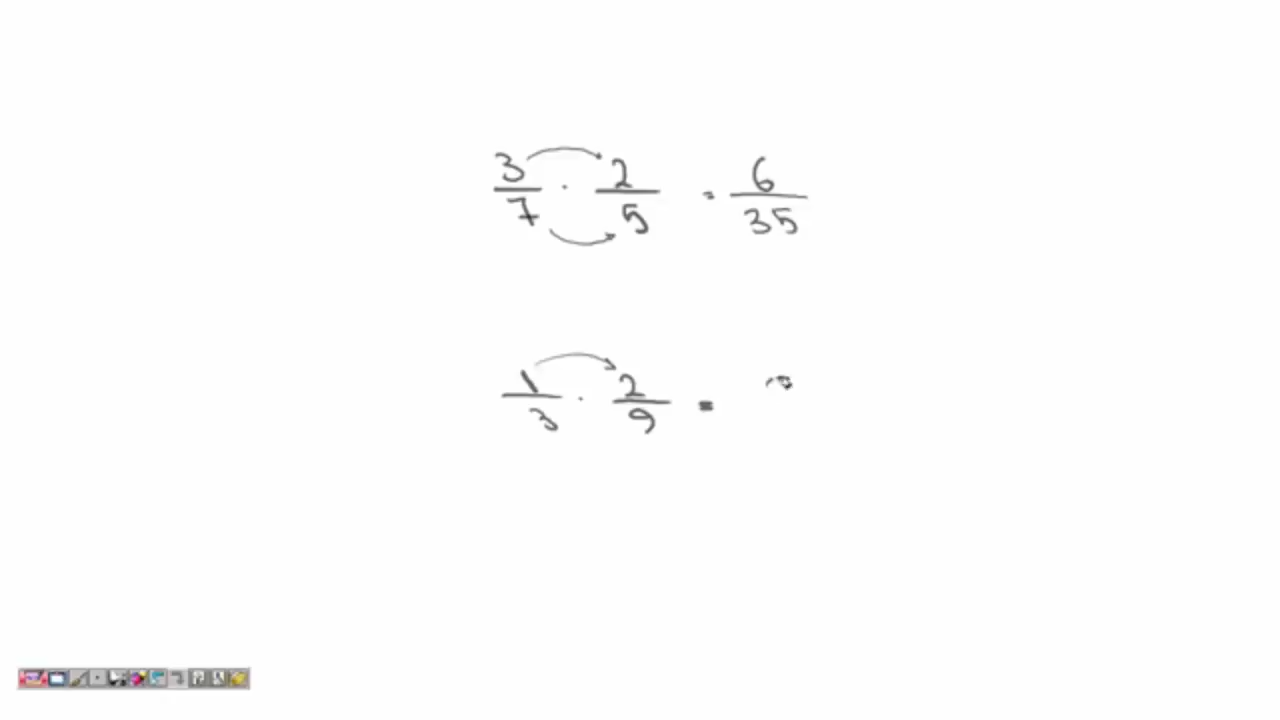 3/7 · 2/5 = 6/35
1/3 · 2/9 =